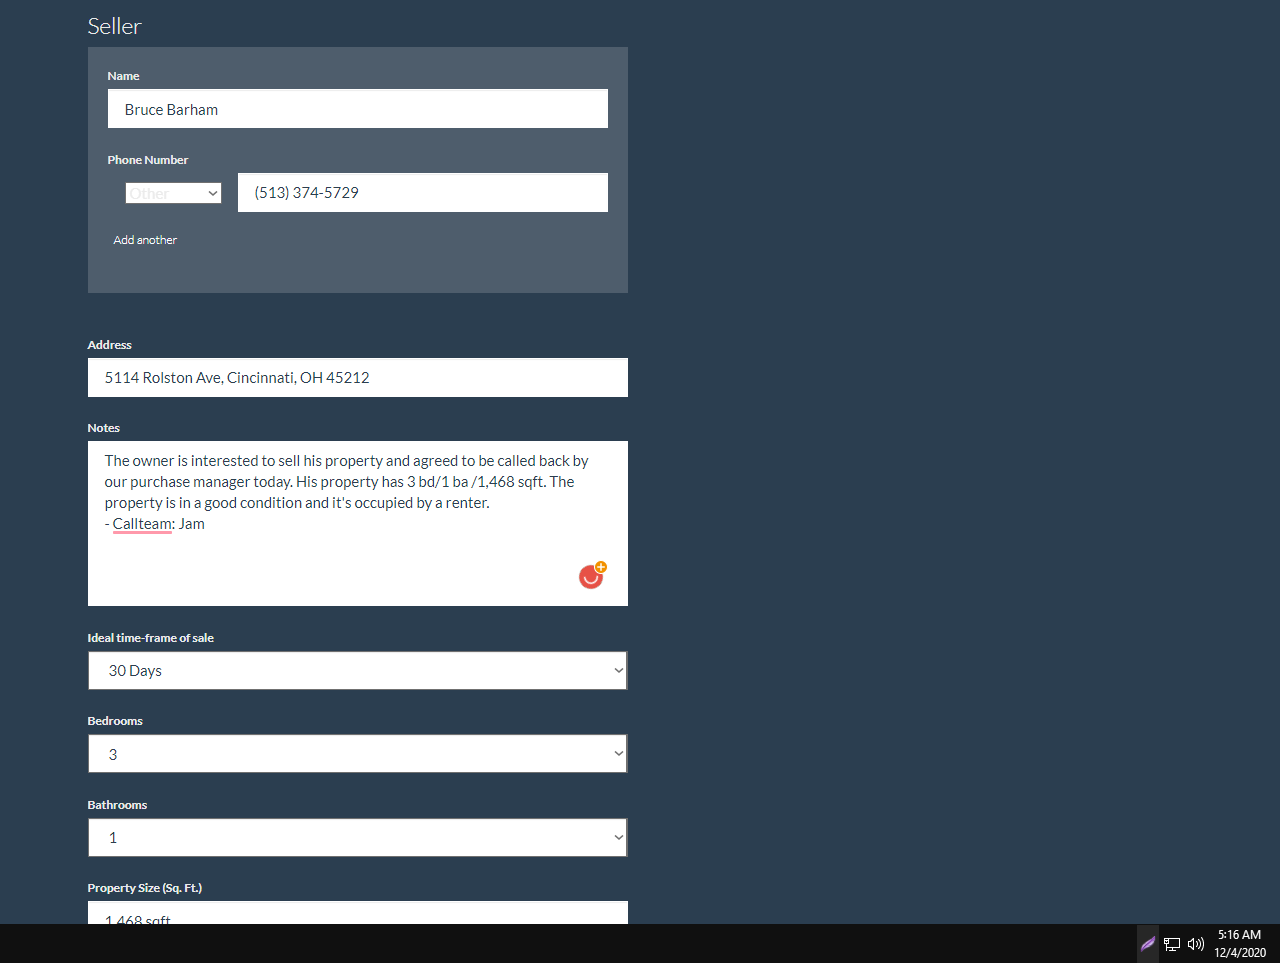 Seller
Name
Bruce Barham
Phone Number
Other
(513) 374-5729
Add another
Address
5114 Rolston Ave, Cincinnati, OH 45212
Notes
The owner is interested to sell his property and agreed to be called back by
our purchase manager today. His property has 3 bd/1 ba /1,468 sqft. The
property is in a good condition and it's occupied by a renter.
- Callteam: Jam
Ideal time-frame of sale
30 Days
Bedrooms
3
Bathrooms
1
Property Size (Sq. Ft.)
1,468 sqft
5:16 AM
12/4/2020